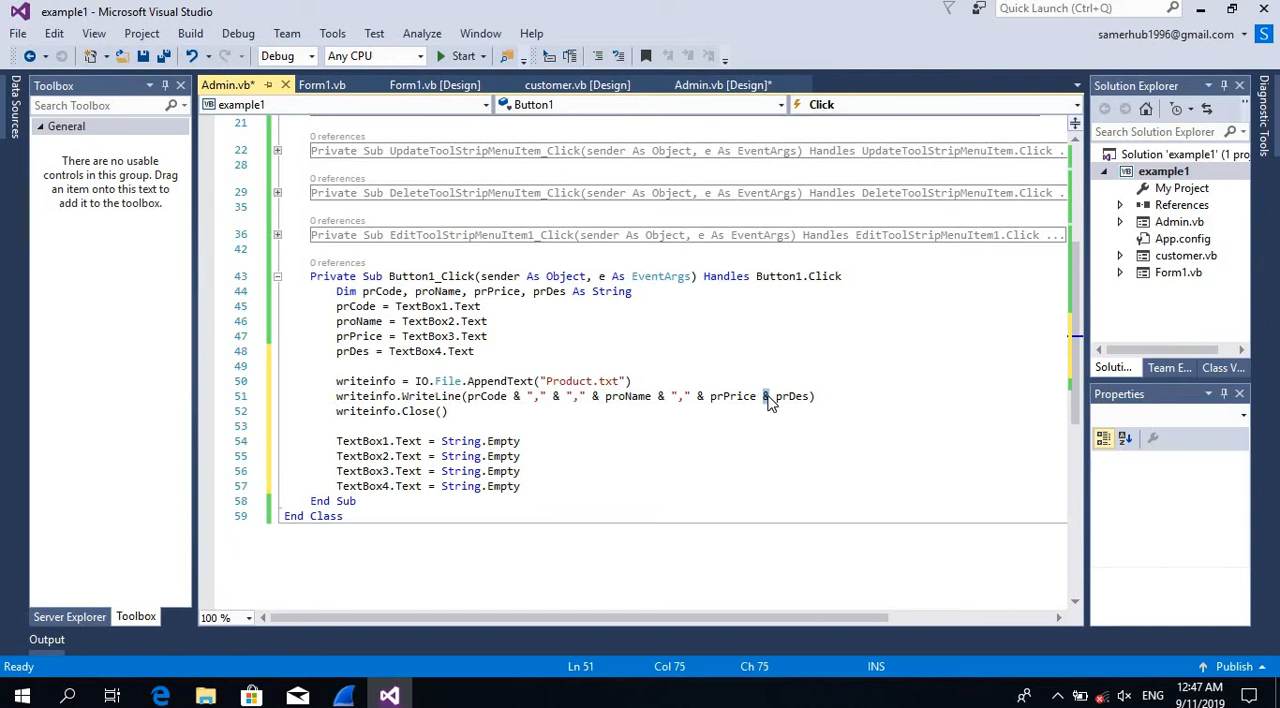 example1 - Microsoft Visual Studio
Quick Launch (Ctrl+Q)
File Edit View Project Build Debug Team Tools Test Analyze Window Help
samerhub1996@gmail.com S
Debug Any CPU Start
Data Sources
Toolbox
Admin.vb* Form1.vb Form1.vb [Design] customer.vb [Design] Admin.vb [Design]*
Solution Explorer
Diagnostic Tools
Search Toolbox
VB example1 Button1 Click
General
Search Solution Explorer
There are no usable
controls in this group. Drag
an item onto this text to
add it to the toolbox.
21
0 references
22 Private Sub UpdateToolStripMenuItem_Click(sender As Object, e As EventArgs) Handles UpdateToolStripMenuItem.Click ...
28
0 references
29 Private Sub DeleteToolStripMenuItem_Click(sender As Object, e As EventArgs) Handles DeleteToolStripMenuItem.Click ...
35
0 references
36 Private Sub EditToolStripMenuItem1_Click(sender As Object, e As EventArgs) Handles EditToolStripMenuItem1.Click ...
42
0 references
43 Private Sub Button1_Click(sender As Object, e As EventArgs) Handles Button1.Click
44 Dim prCode, proName, prPrice, prDes As String
45 prCode = TextBox1.Text
46 proName = TextBox2.Text
47 prPrice = TextBox3.Text
48 prDes = TextBox4.Text
49
50 writeinfo = IO.File.AppendText("Product.txt")
51 writeinfo.WriteLine(prCode & "," & "," & proName & "," & prPrice & prDes)
52 writeinfo.Close()
53
54 TextBox1.Text = String.Empty
55 TextBox2.Text = String.Empty
56 TextBox3.Text = String.Empty
57 TextBox4.Text = String.Empty
58 End Sub
59 End Class
Solution 'example1' (1 pro
VB example1
My Project
References
Admin.vb
App.config
customer.vb
Form1.vb
Soluti... Team E... Class V...
Properties
Server Explorer Toolbox
100 %
Output
Ready Ln 51 Col 75 Ch 75 INS Publish
ENG
12:47 AM
9/11/2019